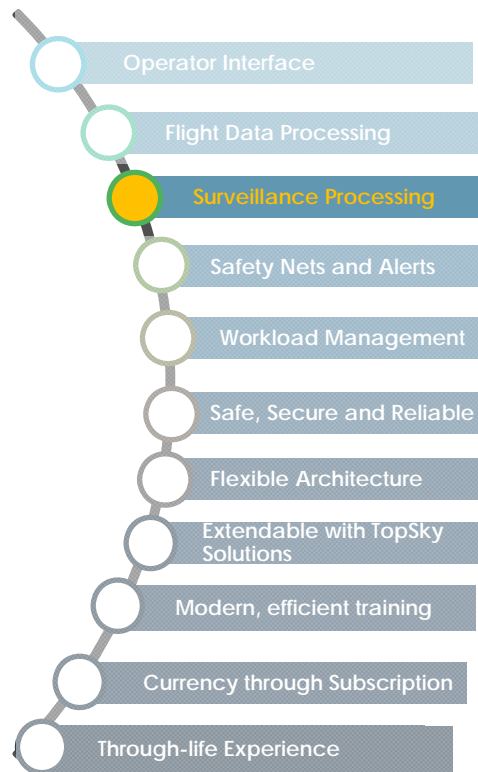 Operator Interface
Flight Data Processing
Surveillance Processing
Safety Nets and Alerts
Workload Management
Safe, Secure and Reliable
Flexible Architecture
Extendable with TopSky
Solutions
Modern, efficient training
Currency through Subscription
Through-life Experience